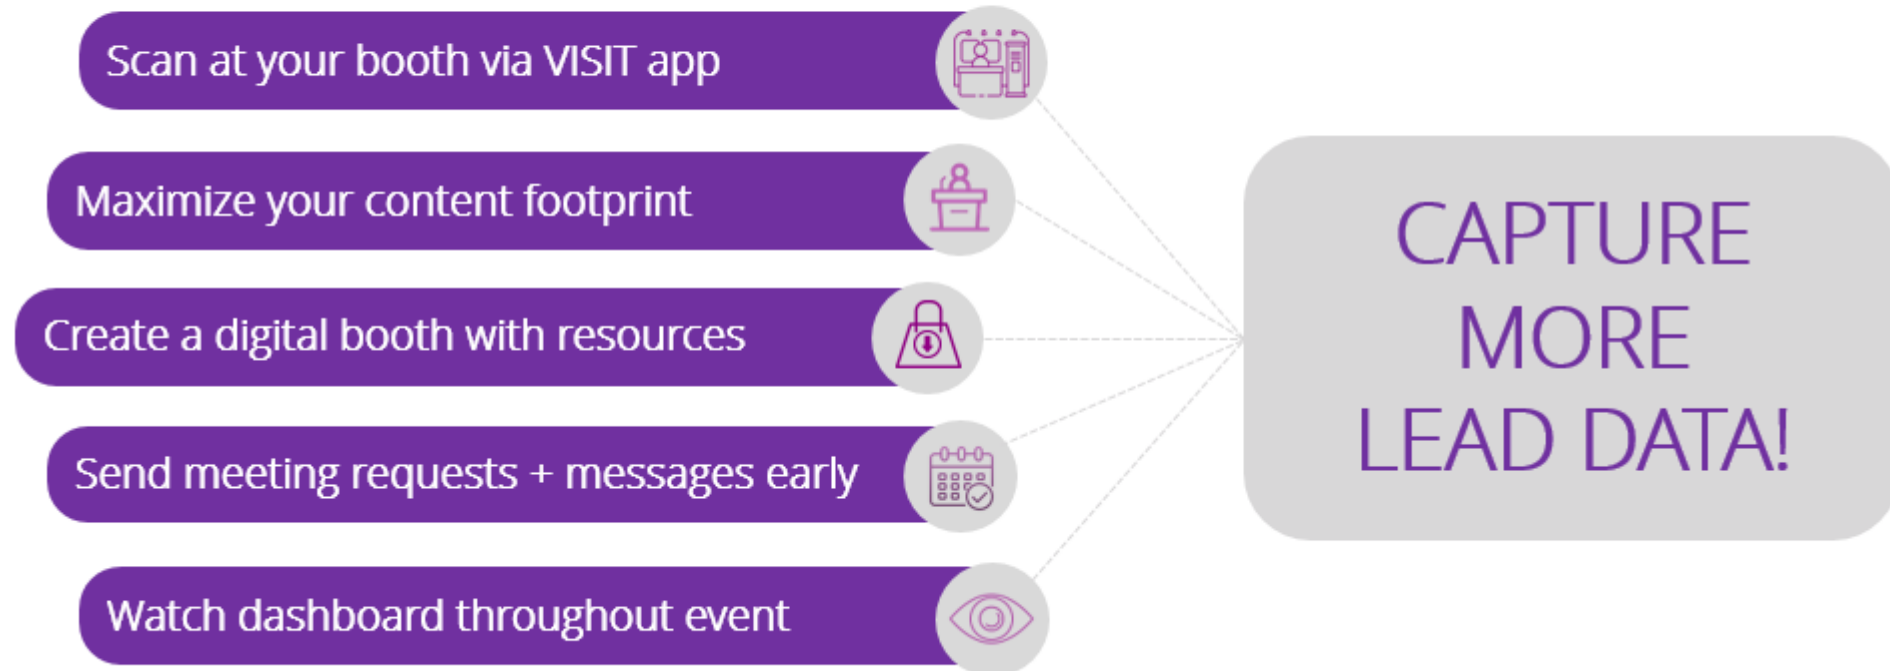 Scan at your booth via VISIT app
Maximize your content footprint
Create a digital booth with resources
Send meeting requests + messages early
Watch dashboard throughout event
CAPTURE
MORE
LEAD DATA!